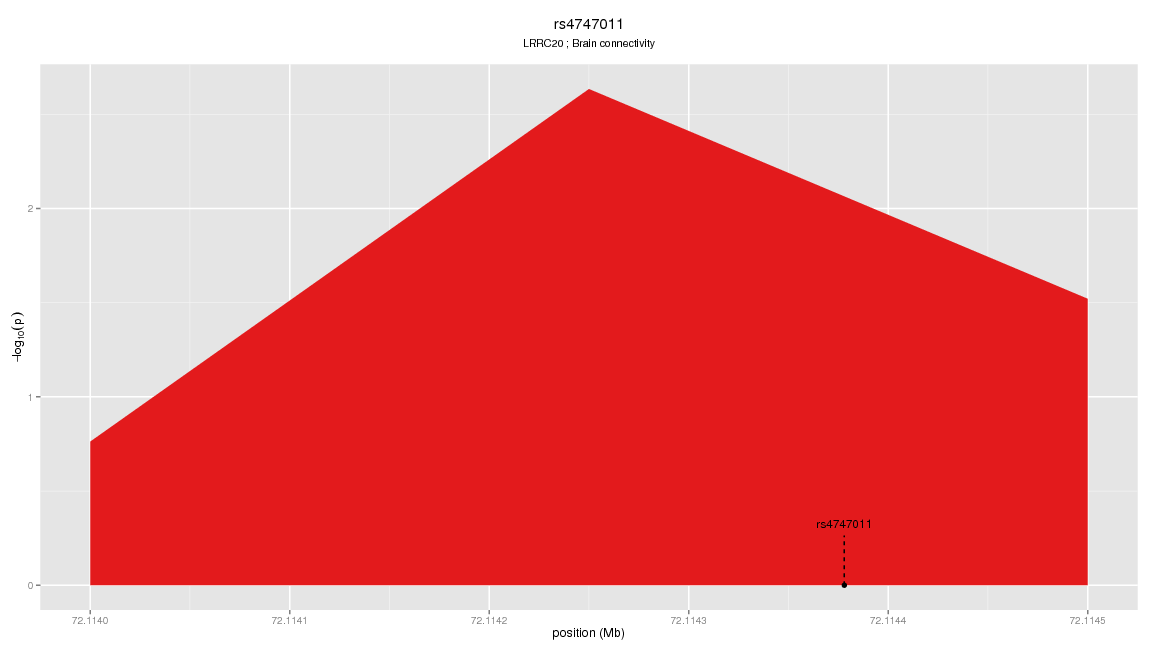 rs4747011
LRRC20 ; Brain connectivity
−log10(p)
2
1
0
rs4747011
72.1140 72.1141 72.1142 72.1143 72.1144 72.1145
position (Mb)